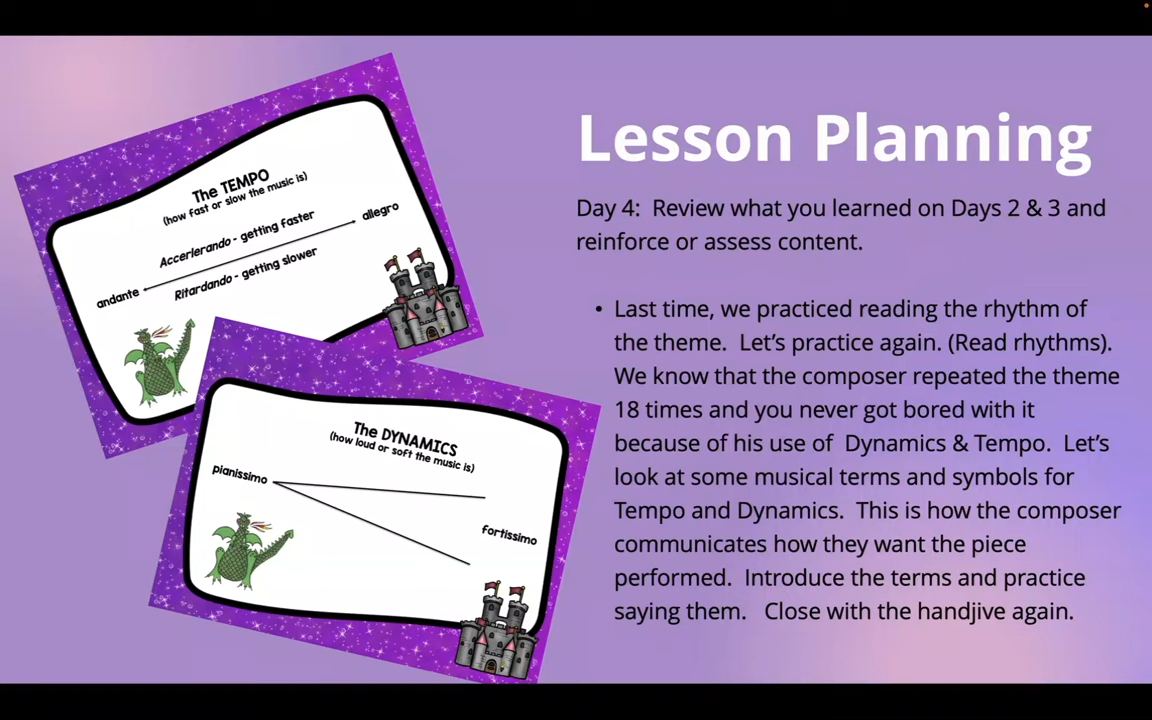 The TEMPO
(how fast or slow the music is)
Accerlerando - getting faster
allegro
andante
Ritardando - getting slower
The DYNAMICS
(how loud or soft the music is)
pianissimo
fortissimo
Lesson Planning
Day 4:  Review what you learned on Days 2 & 3 and
reinforce or assess content.
• Last time, we practiced reading the rhythm of
the theme.  Let’s practice again. (Read rhythms).
We know that the composer repeated the theme
18 times and you never got bored with it
because of his use of  Dynamics & Tempo.  Let’s
look at some musical terms and symbols for
Tempo and Dynamics.  This is how the composer
communicates how they want the piece
performed.  Introduce the terms and practice
saying them.   Close with the handjive again.